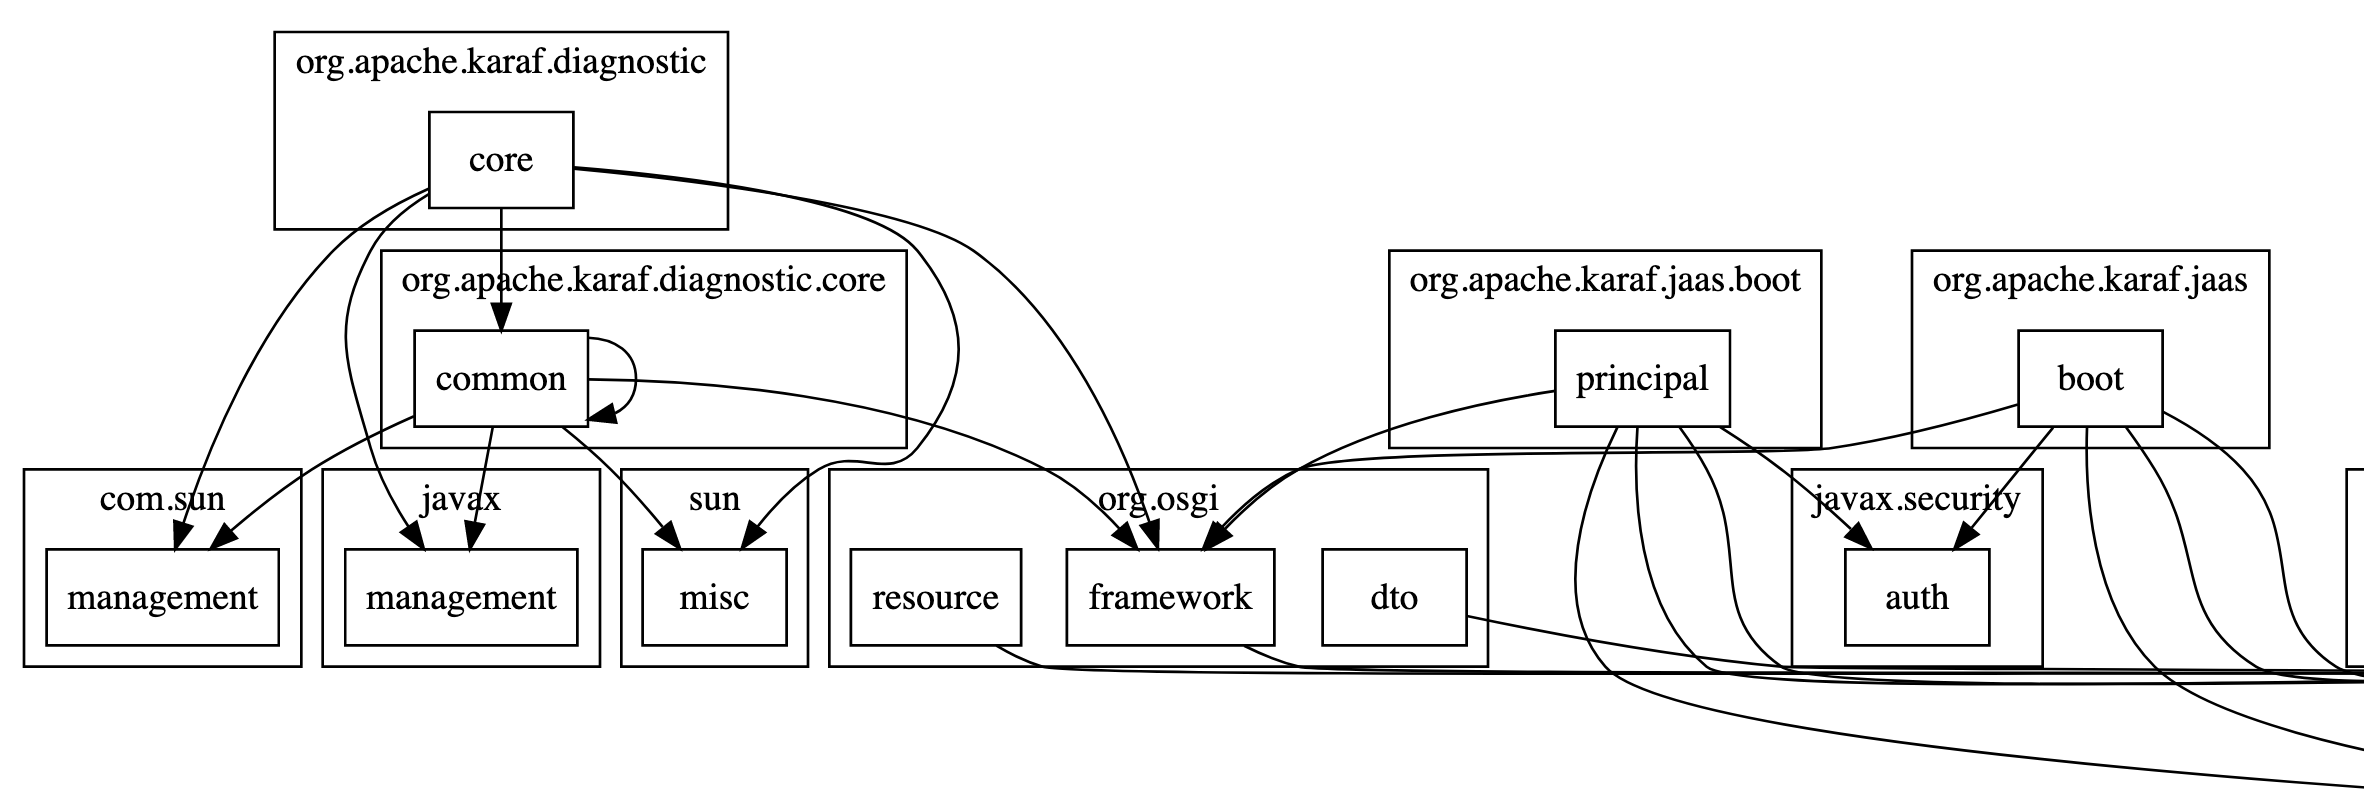 org.apache.karaf.diagnostic
core
org.apache.karaf.diagnostic.core
org.apache.karaf.jaas.boot
org.apache.karaf.jaas
common
principal
boot
com.sun
javax
sun
org.osgi
javax.security
management
management
misc
resource
framework
dto
auth